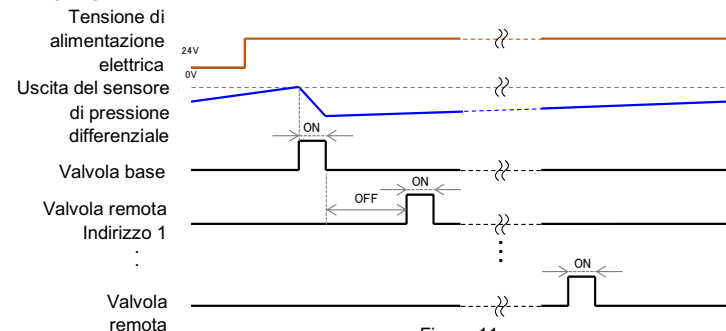 Tensione di
alimentazione
elettrica
24V
0V
Uscita del sensore
di pressione
differenziale
ON
Valvola base
ON
OFF
Valvola remota
Indirizzo 1
:
:
ON
Valvola
remota